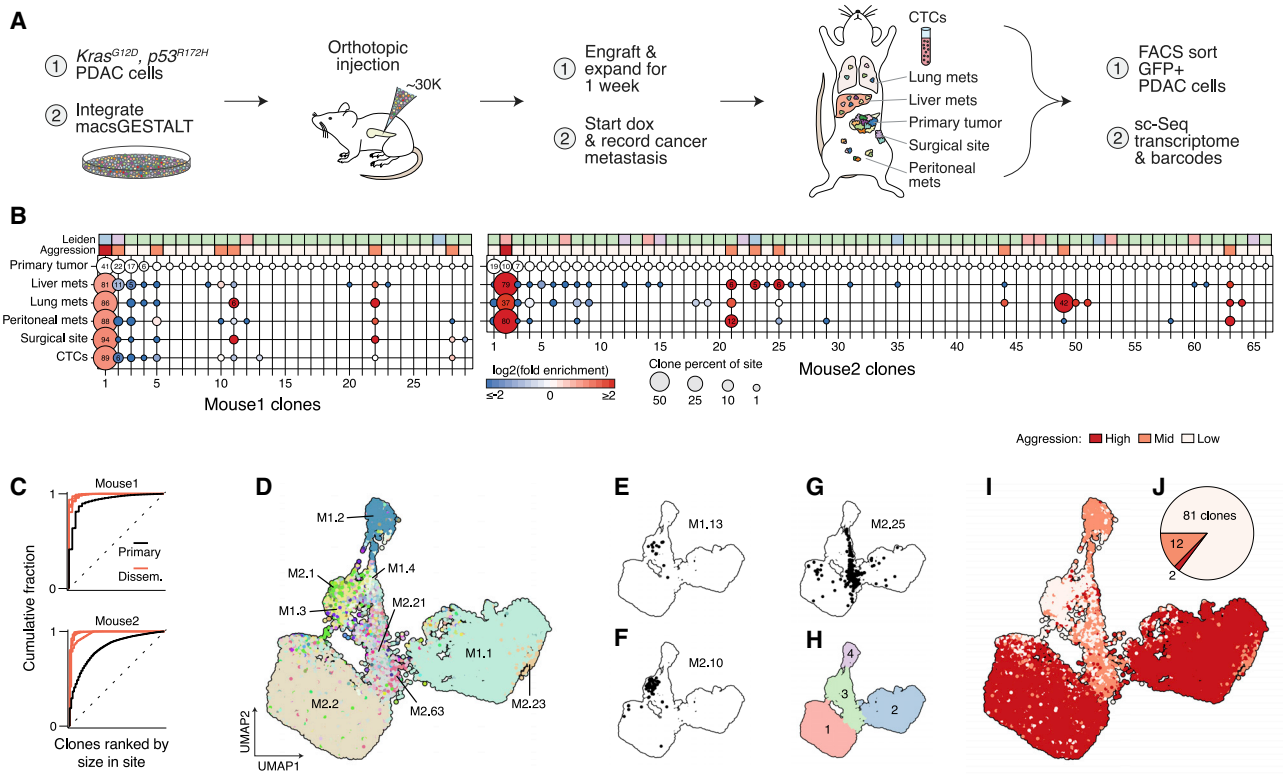 A
1 Kras^G12D, p53^R172H
PDAC cells
2 Integrate
macsGESTALT
Orthotopic
injection
~30K
1 Engraft &
expand for
1 week
2 Start dox
& record cancer
metastasis
CTCs
Lung mets
Liver mets
Primary tumor
Surgical site
Peritoneal
mets
1 FACS sort
GFP+
PDAC cells
2 sc-Seq
transcriptome
& barcodes
B
Leiden
Aggression
Primary tumor 41 22 17 6 19 10 7
Liver mets 81 11 5 79
Lung mets 86 6 37 42
Peritoneal mets 88 80 12
Surgical site 94
CTCs 89 6
1 5 10 15 20 25
Mouse1 clones
1 5 10 15 20 25 30 35 40 45 50 55 60 65
Mouse2 clones
log2(fold enrichment)
≤-2 0 ≥2
Clone percent of site
50 25 10 1
Aggression: High Mid Low
C
Mouse1
1
0
Primary
Dissem.
Mouse2
1
0
Cumulative fraction
Clones ranked by
size in site
D
M1.2
M2.1
M1.4
M1.3
M2.21
M1.1
M2.2
M2.63
M2.23
UMAP2
UMAP1
E
M1.13
F
M2.10
G
M2.25
H
4
3
2
1
I
J
81 clones
12
2